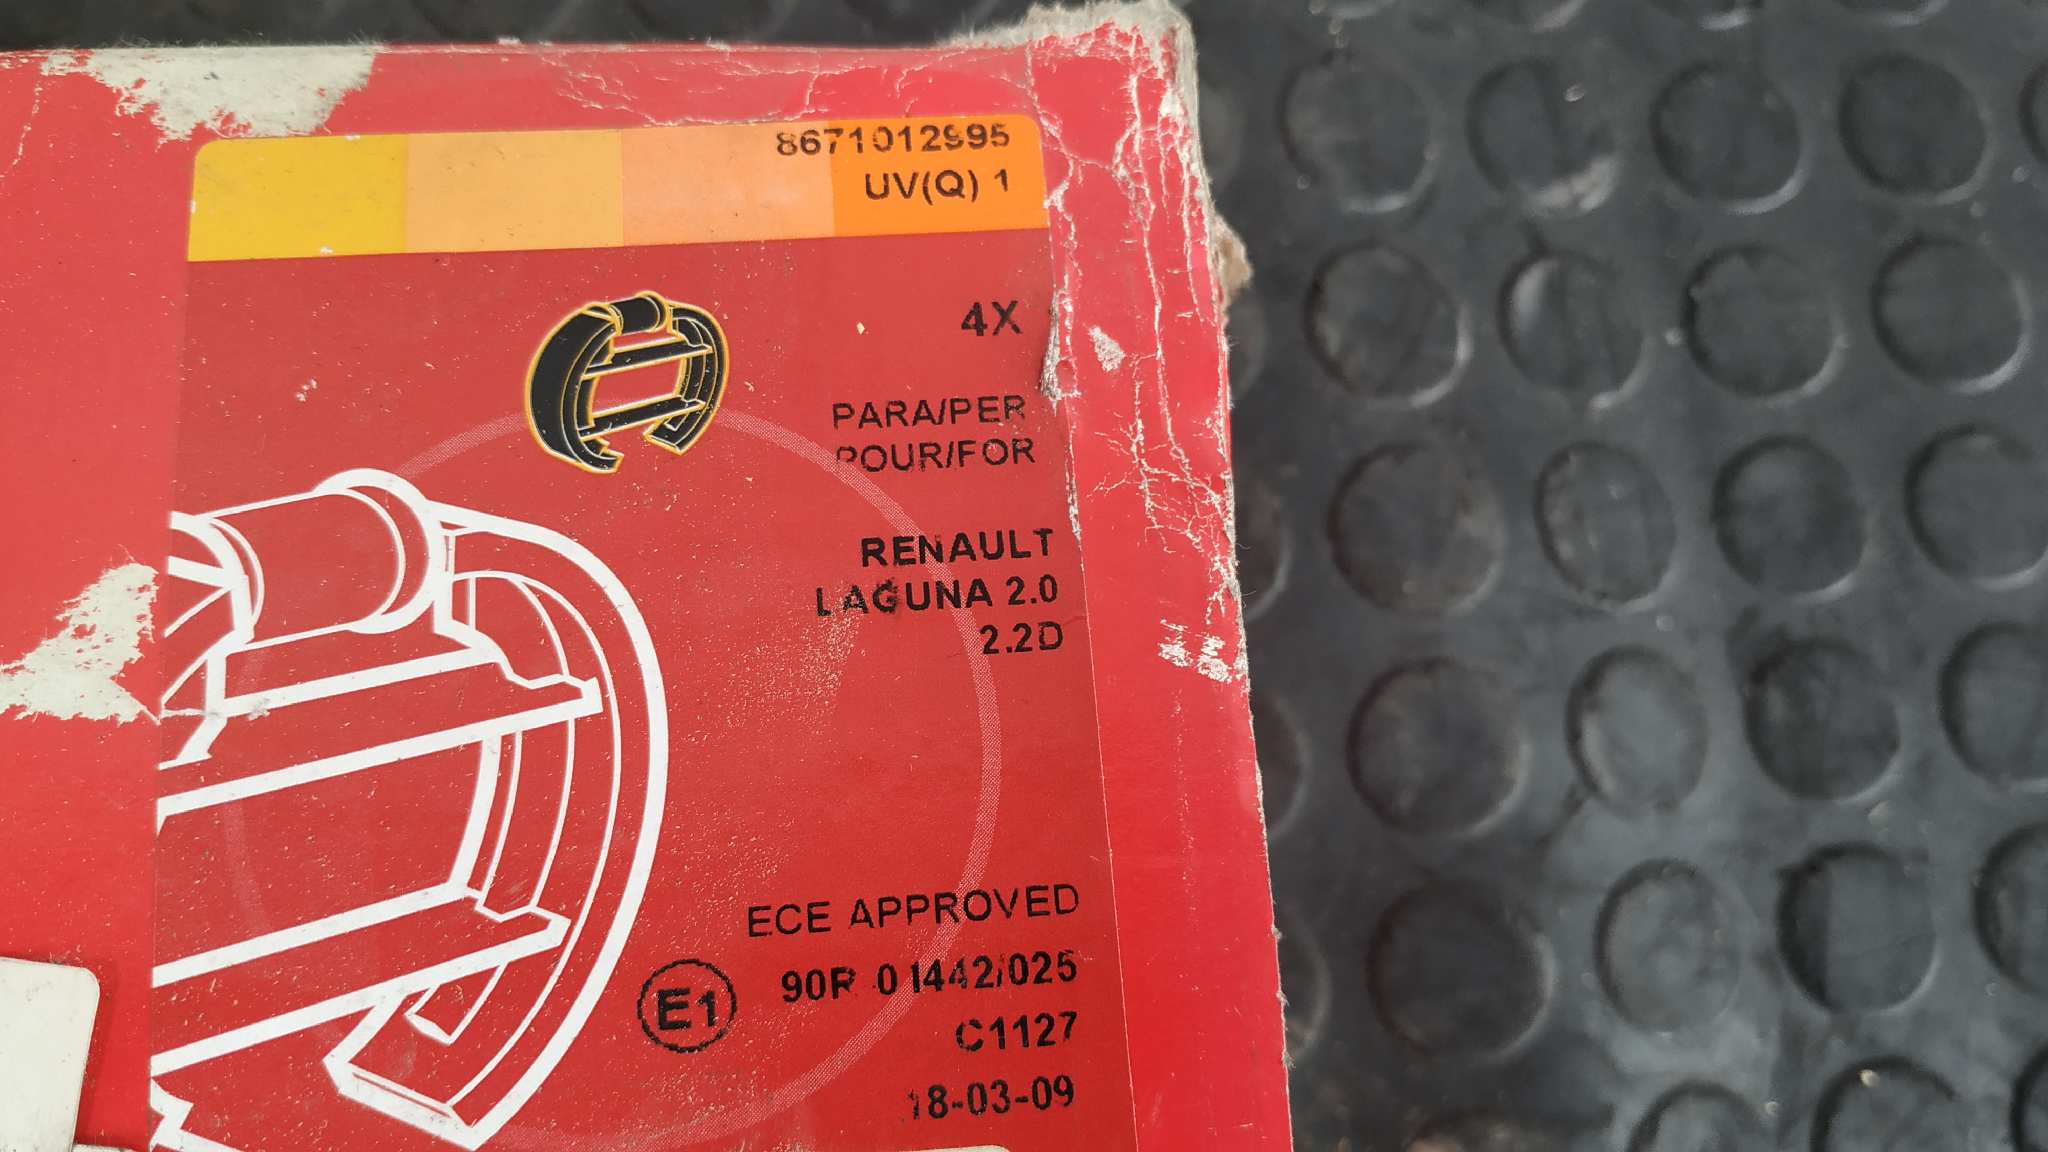 8671012995
UV(Q) 1
4X
PARA/PER
POUR/FOR
RENAULT
LAGUNA 2.0
2.2D
ECE APPROVED
E1 90R 01442/025
C1127
18-03-09